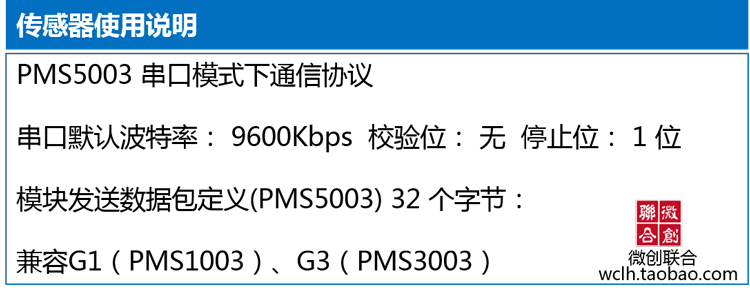 传感器使用说明
PMS5003 串口模式下通信协议
串口默认波特率： 9600Kbps 校验位： 无 停止位： 1 位
模块发送数据包定义(PMS5003) 32 个字节：
兼容G1（PMS1003）、G3（PMS3003）
聯微
合創
微创联合
wclh.taobao.com